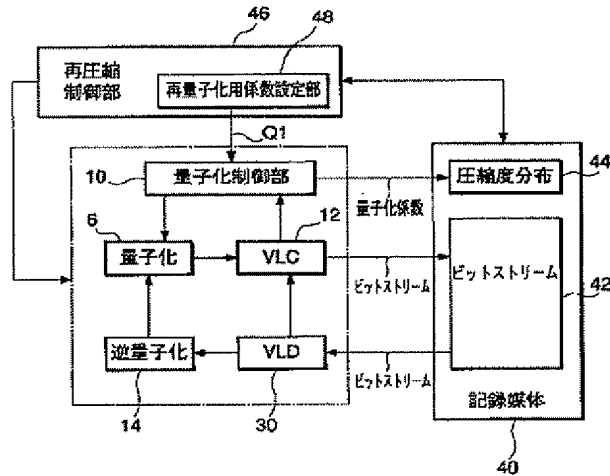 46
48
再圧縮
制御部
再量子化用係数設定部
Q1
10
量子化制御部
圧縮度分布
44
量子化係数
6
12
量子化
VLC
ビットストリーム
ビットストリーム
42
逆量子化
VLD
ビットストリーム
記録媒体
14
30
40